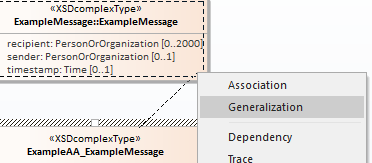 «XSDcomplexType»
ExampleMessage::ExampleMessage
recipient: PersonOrOrganization [0..2000]
sender: PersonOrOrganization [0..1]
timestamp: Time [0..1]
Association
Generalization
Dependency
Trace
«XSDcomplexType»
ExampleAA_ExampleMessage